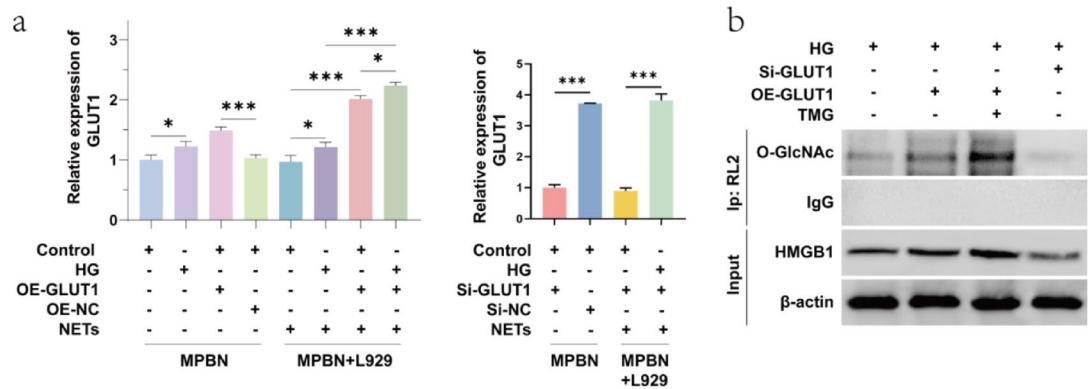 a
Relative expression of
GLUT1
3
2
1
0
***
***
*
***
***
*
*
Control + - + + + - + -
HG - + - - - + - +
OE-GLUT1 - - + - - - + +
OE-NC - - - + - - - -
NETs - - - - + + + +
MPBN MPBN+L929
Relative expression of
GLUT1
5
4
3
2
1
0
*** ***
Control + + + -
HG - - - +
Si-GLUT1 + - + +
Si-NC - + - -
NETs - - + +
MPBN MPBN
+L929
b
HG + + + +
Si-GLUT1 - - - +
OE-GLUT1 - + + -
TMG - - + -
Ip: RL2
O-GlcNAc
IgG
Input
HMGB1
β-actin